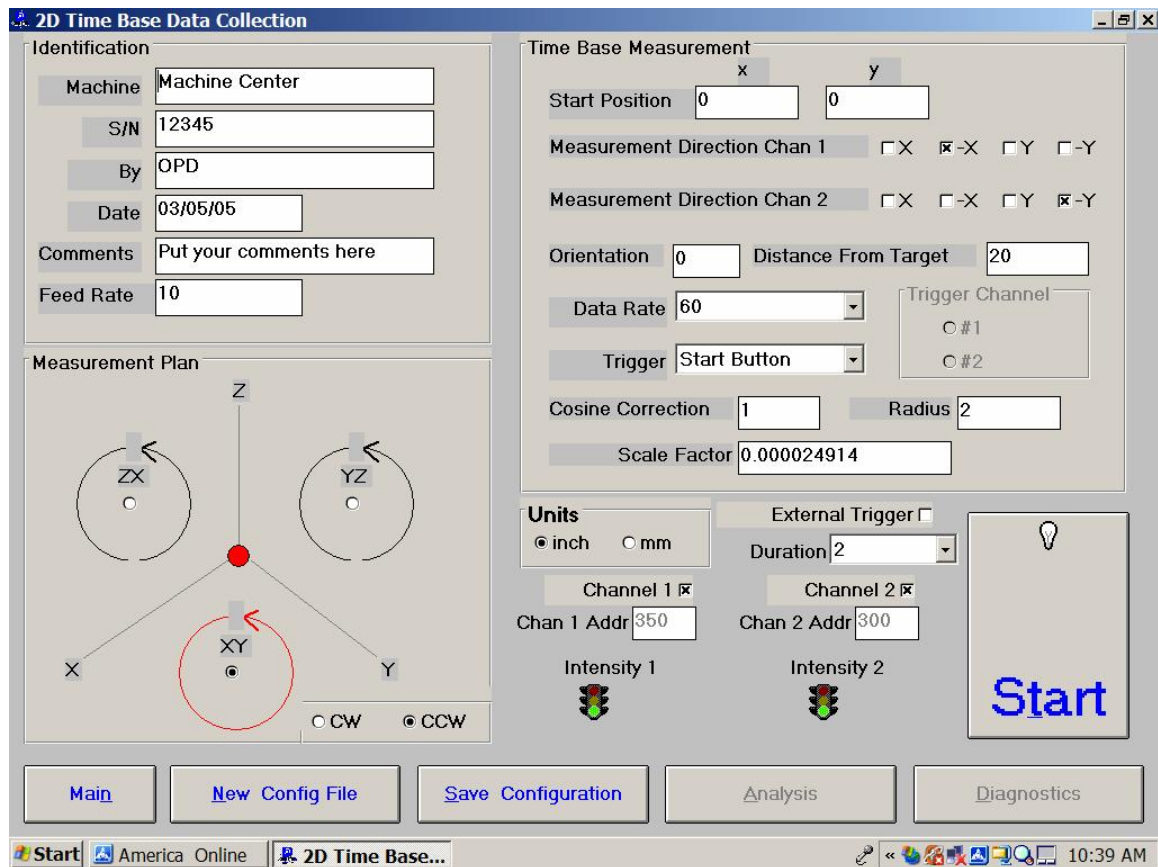 2D Time Base Data Collection
Identification
Machine Machine Center
S/N 12345
By OPD
Date 03/05/05
Comments Put your comments here
Feed Rate 10
Measurement Plan
Z
ZX YZ
XY
X Y
CW CCW
Time Base Measurement
x y
Start Position 0 0
Measurement Direction Chan 1 X -X Y -Y
Measurement Direction Chan 2 X -X Y -Y
Orientation 0 Distance From Target 20
Data Rate 60
Trigger Start Button
Trigger Channel
#1
#2
Cosine Correction 1 Radius 2
Scale Factor 0.000024914
Units
inch mm
External Trigger
Duration 2
Channel 1 Channel 2
Chan 1 Addr 350 Chan 2 Addr 300
Intensity 1 Intensity 2
Start
Main New Config File Save Configuration Analysis Diagnostics
Start America Online 2D Time Base... « 10:39 AM